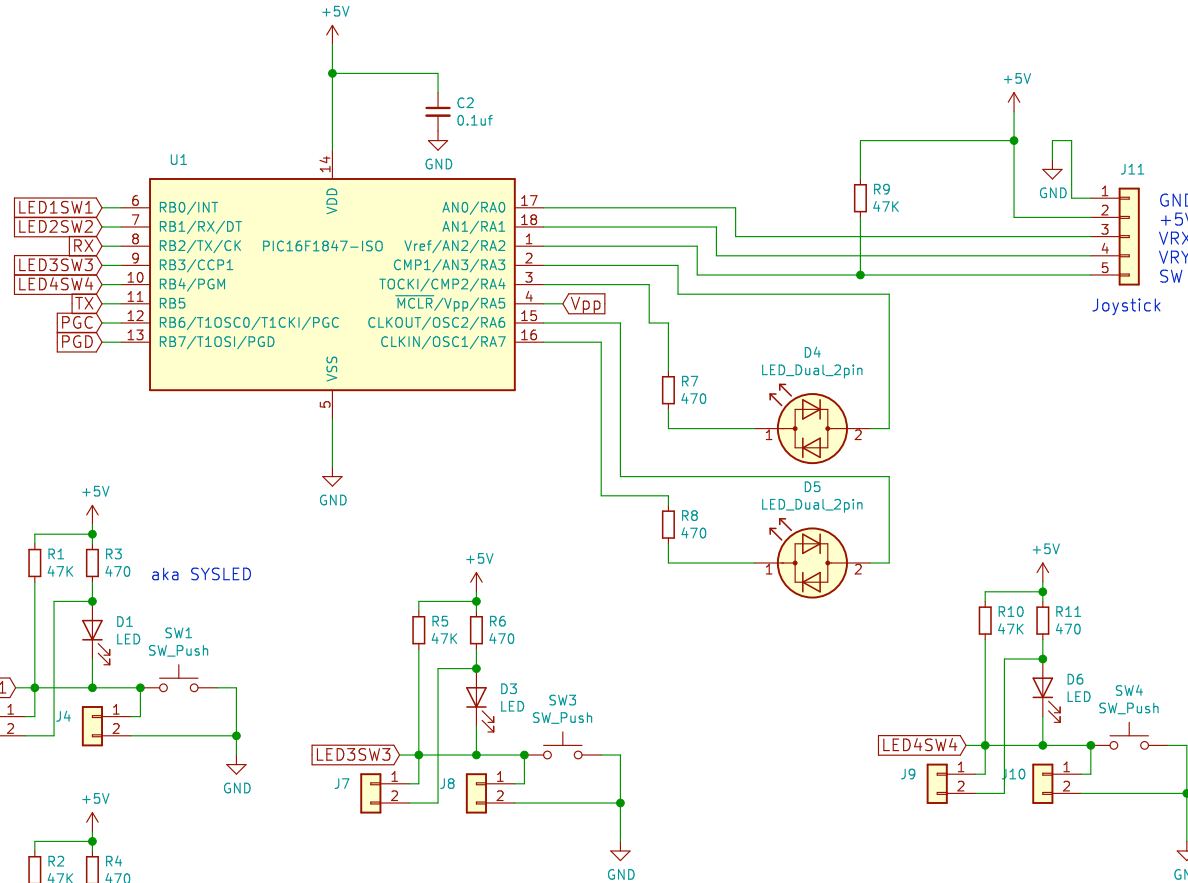 +5V
C2
0.1uf
GND
U1
14
VDD
LED1SW1 6 RB0/INT AN0/RA0 17
LED2SW2 7 RB1/RX/DT AN1/RA1 18
RX 8 RB2/TX/CK PIC16F1847-ISO Vref/AN2/RA2 1
LED3SW3 9 RB3/CCP1 CMP1/AN3/RA3 2
LED4SW4 10 RB4/PGM TOCKI/CMP2/RA4 3
TX 11 RB5 MCLR/Vpp/RA5 4 Vpp
PGC 12 RB6/T1OSC0/T1CKI/PGC CLKOUT/OSC2/RA6 15
PGD 13 RB7/T1OSI/PGD CLKIN/OSC1/RA7 16
VSS
5
GND
+5V
R9
47K
GND
J11
1
2 +5V
3 VRX
4 VRY
5 SW
Joystick
D4
LED_Dual_2pin
R7
470
1 2
D5
LED_Dual_2pin
R8
470
1 2
+5V
R1
47K
R3
470
aka SYSLED
D1
LED
SW1
SW_Push
1
2
J4
1
2
GND
+5V
R2
47K
R4
470
+5V
R5
47K
R6
470
D3
LED
SW3
SW_Push
LED3SW3
J7
1
2
J8
1
2
GND
+5V
R10
47K
R11
470
D6
LED
SW4
SW_Push
LED4SW4
J9
1
2
J10
1
2